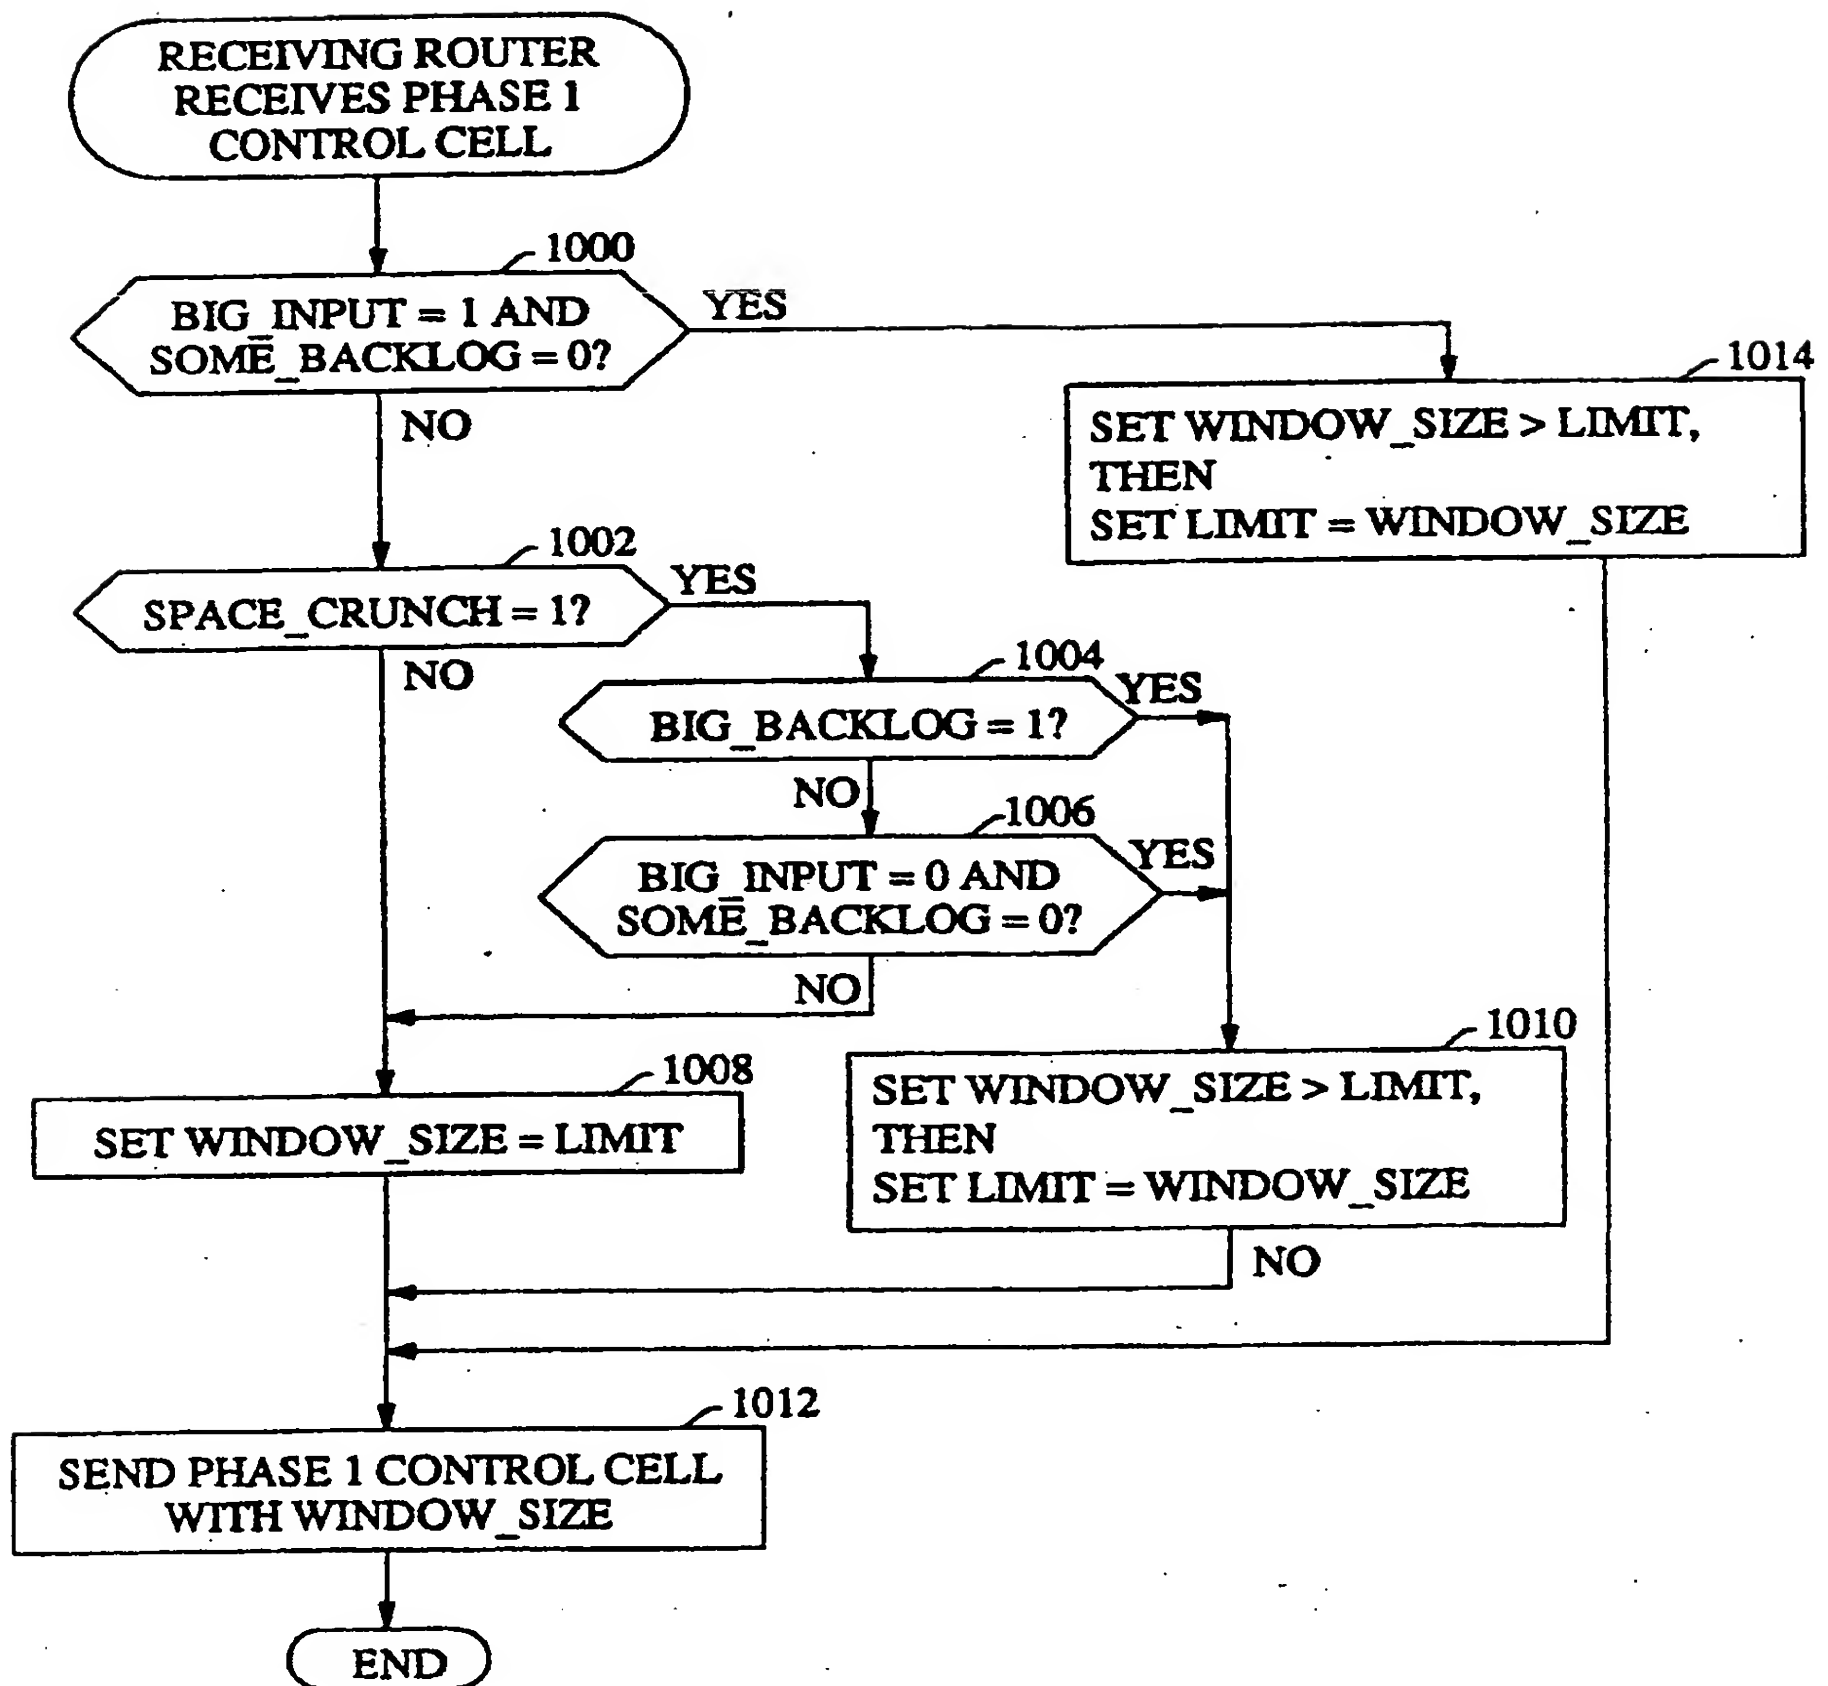 RECEIVING ROUTER
RECEIVES PHASE 1
CONTROL CELL
1000
BIG_INPUT = 1 AND
SOME_BACKLOG = 0?
YES
NO
1014
SET WINDOW_SIZE > LIMIT,
THEN
SET LIMIT = WINDOW_SIZE
1002
SPACE_CRUNCH = 1?
YES
NO
1004
BIG_BACKLOG = 1?
YES
NO
1006
BIG_INPUT = 0 AND
SOME_BACKLOG = 0?
YES
NO
1008
SET WINDOW_SIZE = LIMIT
1010
SET WINDOW_SIZE > LIMIT,
THEN
SET LIMIT = WINDOW_SIZE
NO
1012
SEND PHASE 1 CONTROL CELL
WITH WINDOW_SIZE
END